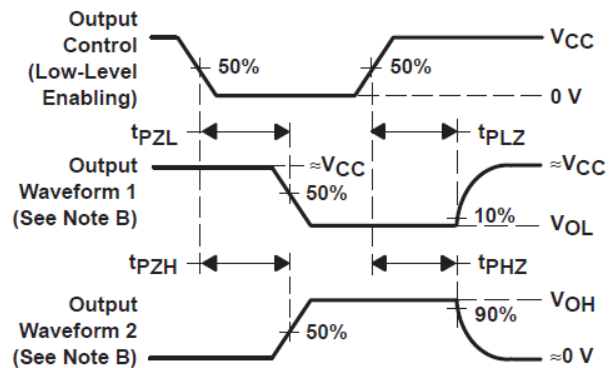 Output
Control
(Low-Level
Enabling)
50%
50%
VCC
0 V
tPZL
tPLZ
Output
Waveform 1
(See Note B)
≈VCC
50%
≈VCC
10%
VOL
tPZH
tPHZ
Output
Waveform 2
(See Note B)
50%
VOH
90%
≈0 V